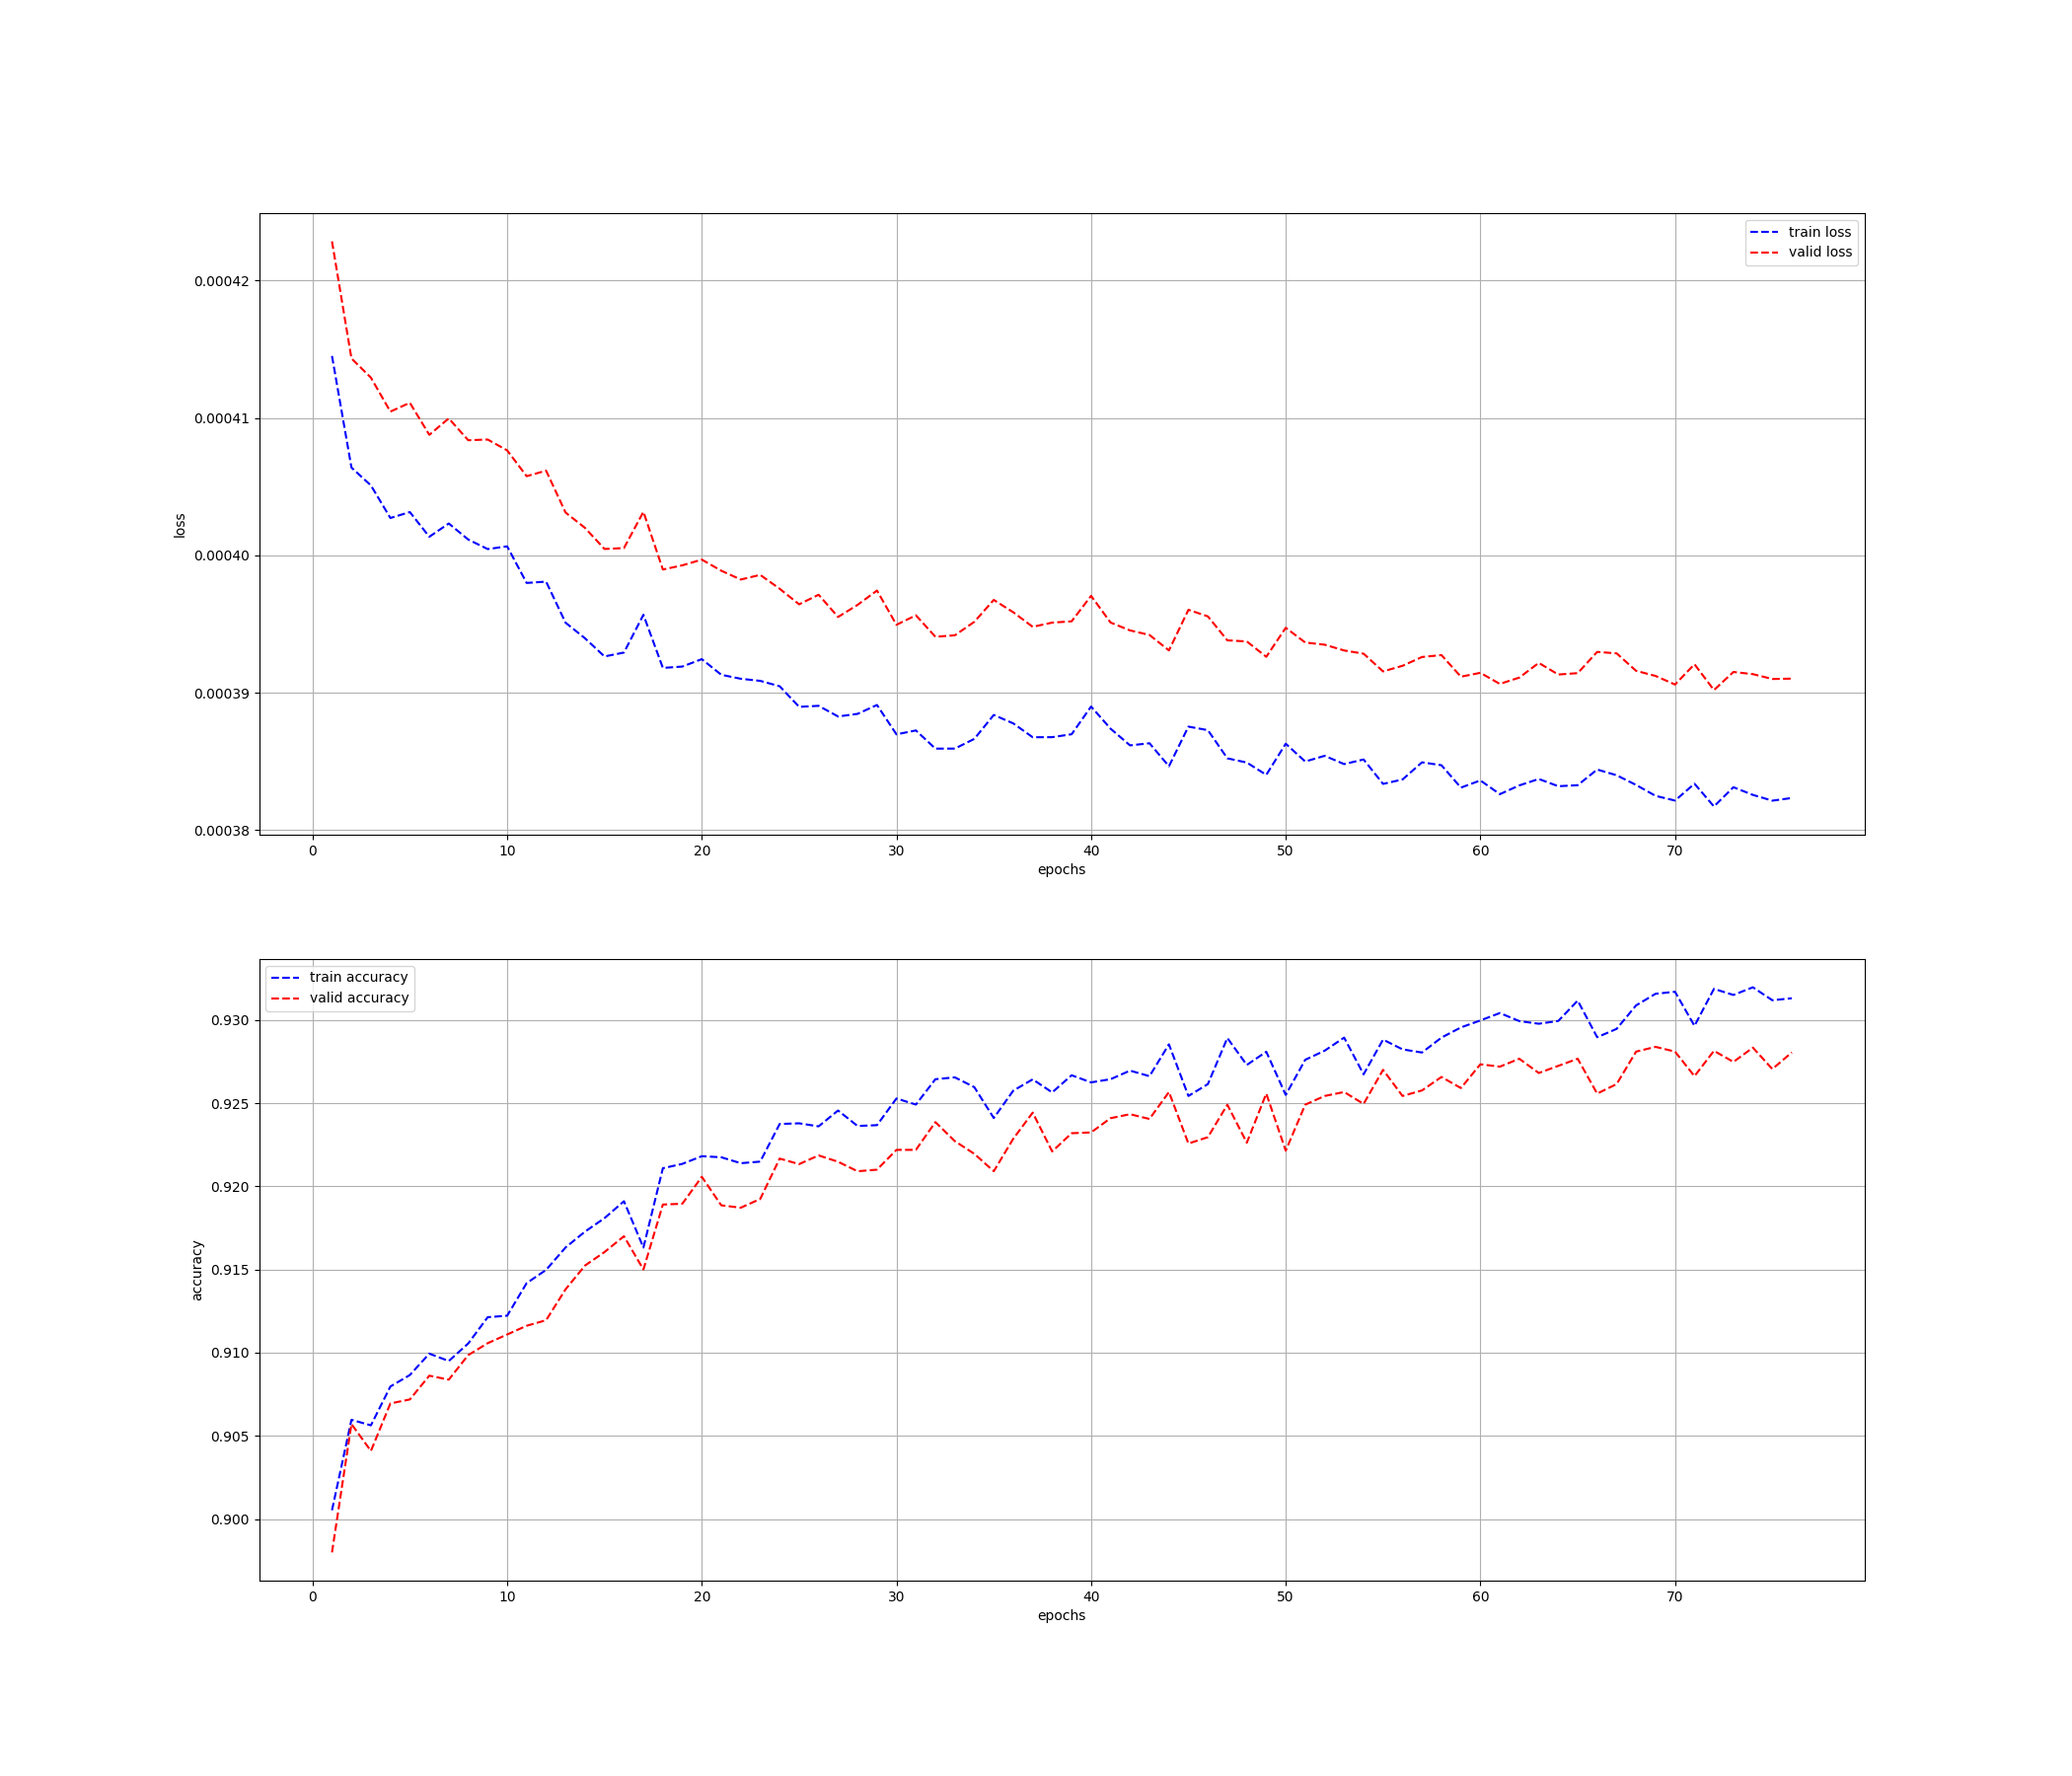 train loss
valid loss
0.00042
0.00041
0.00040
0.00039
0.00038
loss
0 10 20 30 40 50 60 70
epochs
train accuracy
valid accuracy
0.930
0.925
0.920
0.915
0.910
0.905
0.900
accuracy
0 10 20 30 40 50 60 70
epochs